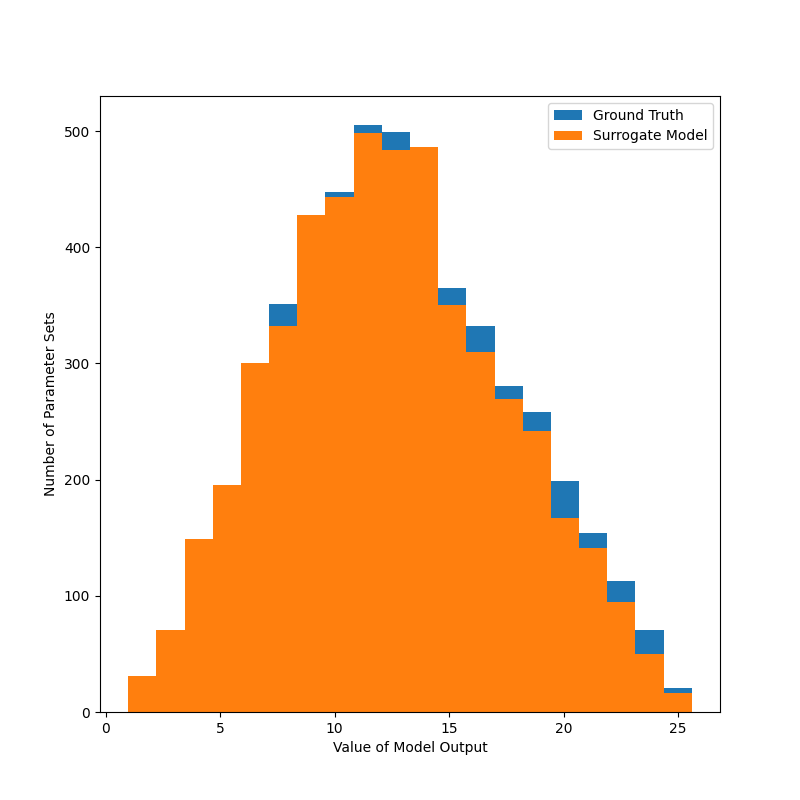 Ground Truth
Surrogate Model
500
400
300
200
100
0
Number of Parameter Sets
0 5 10 15 20 25
Value of Model Output